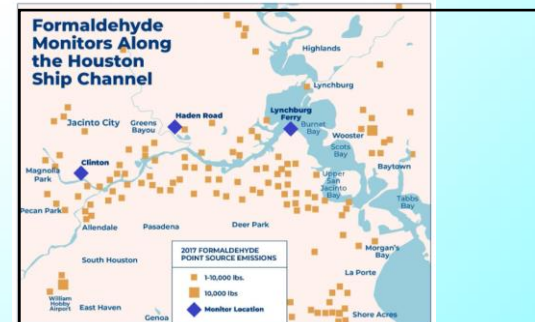 Formaldehyde
Monitors Along
the Houston
Ship Channel
Highlands
Lynchburg
Lynchburg
Ferry
Haden Road
Jacinto City
Greens
Bayou
Burnet
Bay
Wooster
Scots
Bay
Clinton
Magnolia
Park
Baytown
Upper
San
Jacinto
Bay
Tabbs
Bay
Pecan Park
Allendale
Pasadena
Deer Park
Morgan's
Bay
South Houston
2017 FORMALDEHYDE
POINT SOURCE EMISSIONS
1-10,000 lbs.
10,000 lbs
Monitor Location
La Porte
William
Hobby
Airport
East Haven
Genoa
Shore Acres